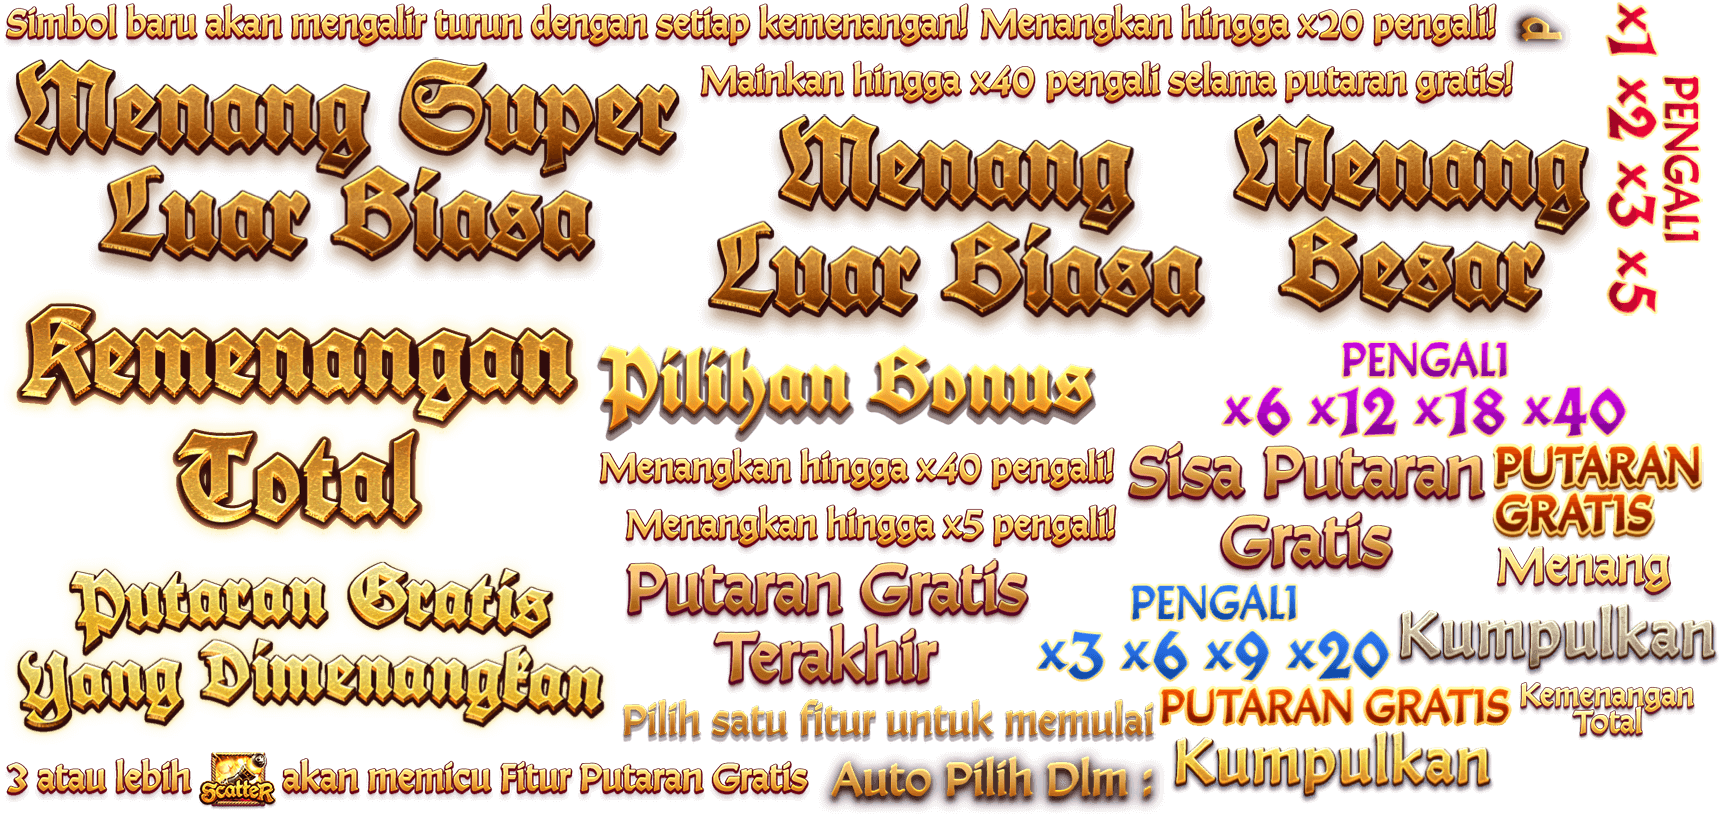 Simbol baru akan mengalir turun dengan setiap kemenangan! Menangkan hingga x20 pengali!
d
Mainkan hingga x40 pengali selama putaran gratis!
Menang Super
Luar Biasa
Menang
Luar Biasa
Menang
Besar
PENGALI
x1 x2 x3 x5
Kemenangan
Total
Pilihan Bonus
PENGALI
x6 x12 x18 x40
Menangkan hingga x40 pengali!
Menangkan hingga x5 pengali!
Sisa Putaran
Gratis
PUTARAN
GRATIS
Menang
Putaran Gratis
Yang Dimenangkan
Putaran Gratis
Terakhir
PENGALI
x3 x6 x9 x20
Kumpulkan
Pilih satu fitur untuk memulai
PUTARAN GRATIS
Kemenangan
Total
3 atau lebih SCATTER akan memicu Fitur Putaran Gratis
Auto Pilih Dlm :
Kumpulkan